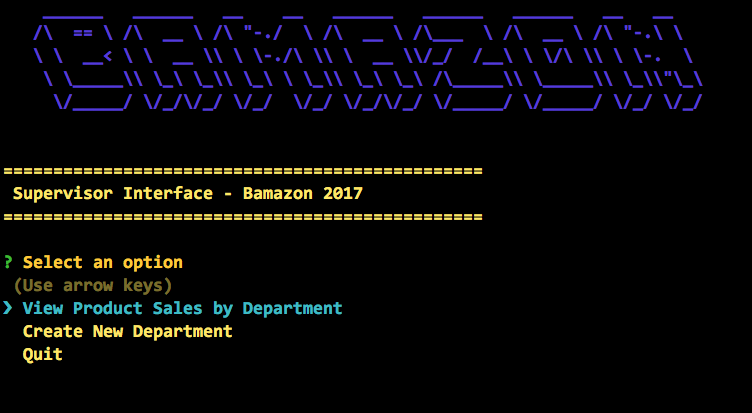 BAMAZON
================================================
Supervisor Interface - Bamazon 2017
================================================
? Select an option
(Use arrow keys)
❯ View Product Sales by Department
Create New Department
Quit